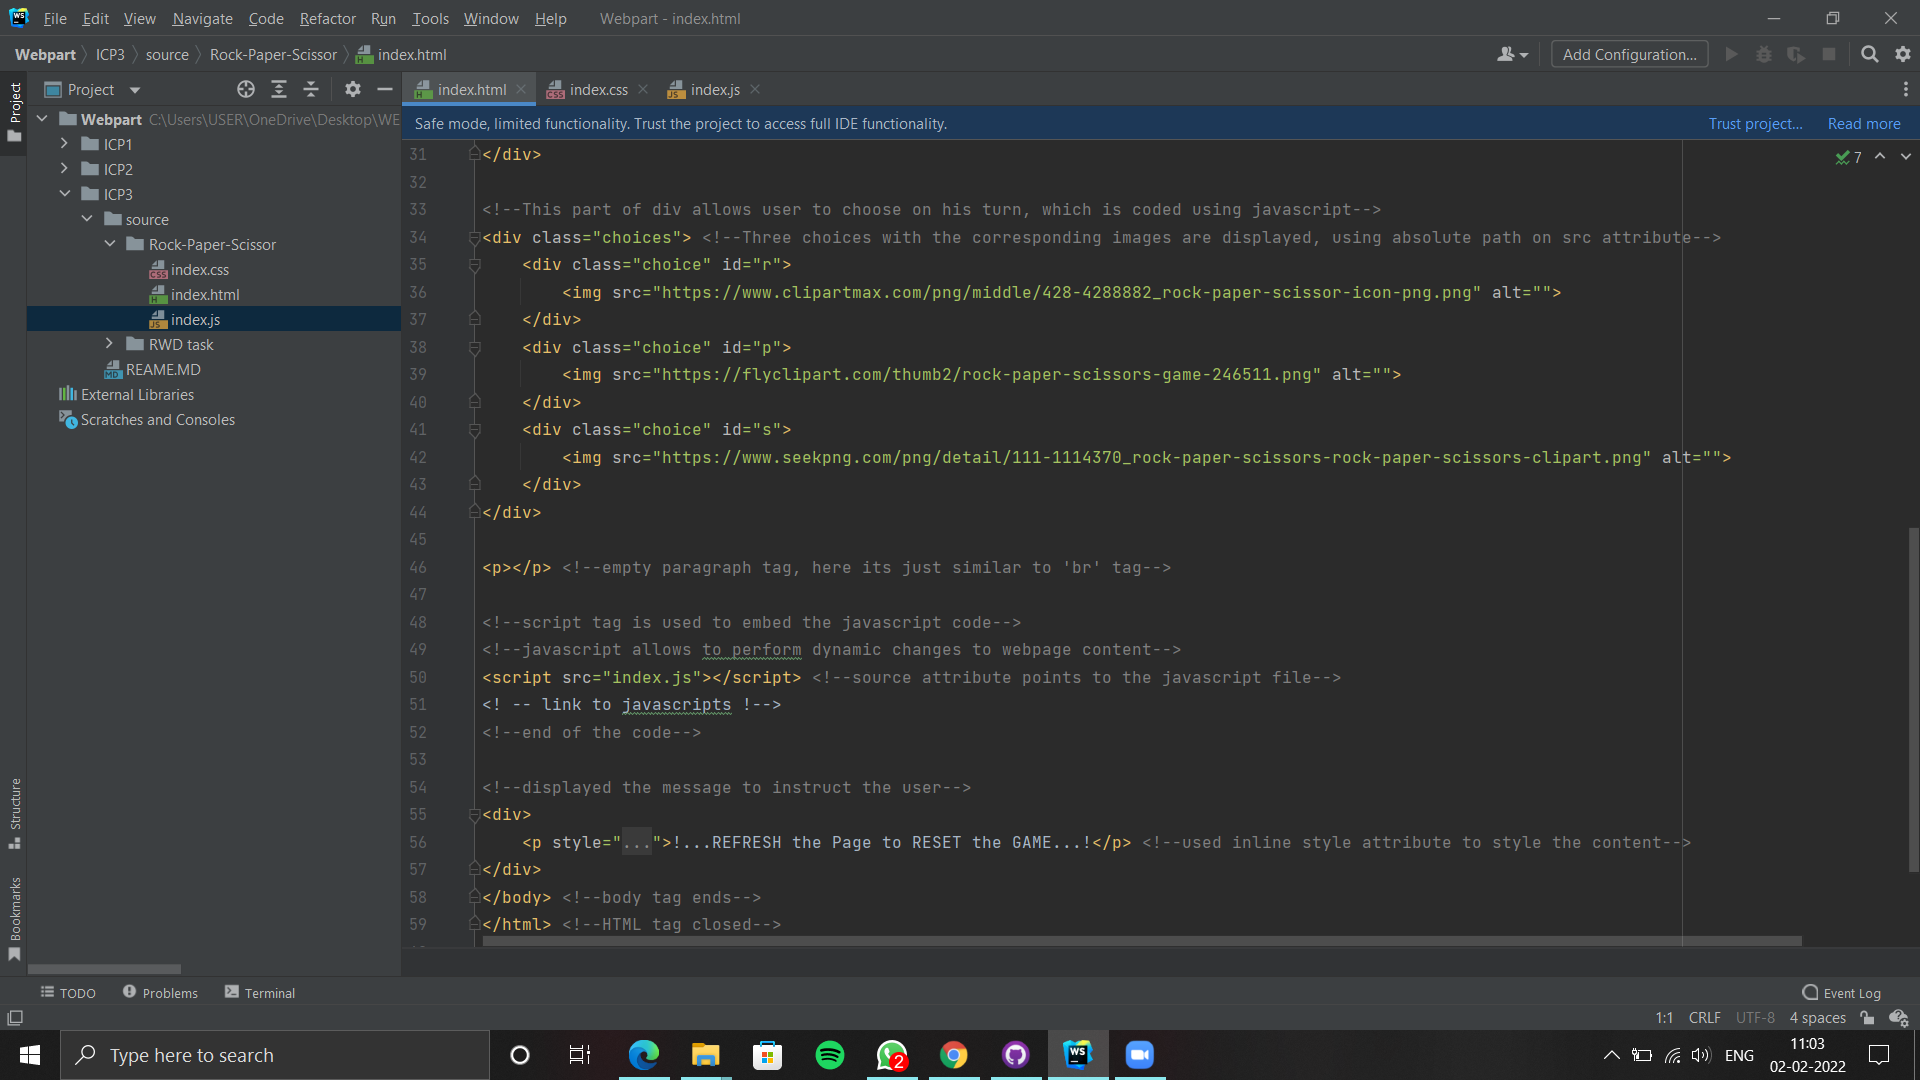 File Edit View Navigate Code Refactor Run Tools Window Help Webpart - index.html
Webpart ICP3 source Rock-Paper-Scissor index.html Add Configuration...
Project
Project
index.html index.css index.js
Webpart C:\Users\USER\OneDrive\Desktop\WE
Safe mode, limited functionality. Trust the project to access full IDE functionality. Trust project... Read more
ICP1
ICP2
ICP3
source
Rock-Paper-Scissor
index.css
index.html
index.js
RWD task
REAME.MD
External Libraries
Scratches and Consoles
7
31 </div>
32
33 <!--This part of div allows user to choose on his turn, which is coded using javascript-->
34 <div class="choices"> <!--Three choices with the corresponding images are displayed, using absolute path on src attribute-->
35 <div class="choice" id="r">
36 <img src="https://www.clipartmax.com/png/middle/428-4288882_rock-paper-scissor-icon-png.png" alt="">
37 </div>
38 <div class="choice" id="p">
39 <img src="https://flyclipart.com/thumb2/rock-paper-scissors-game-246511.png" alt="">
40 </div>
41 <div class="choice" id="s">
42 <img src="https://www.seekpng.com/png/detail/111-1114370_rock-paper-scissors-rock-paper-scissors-clipart.png" alt="">
43 </div>
44 </div>
45
46 <p></p> <!--empty paragraph tag, here its just similar to 'br' tag-->
47
48 <!--script tag is used to embed the javascript code-->
49 <!--javascript allows to perform dynamic changes to webpage content-->
50 <script src="index.js"></script> <!--source attribute points to the javascript file-->
51 <! -- link to javascripts !-->
52 <!--end of the code-->
53
54 <!--displayed the message to instruct the user-->
55 <div>
56 <p style="...">!...REFRESH the Page to RESET the GAME...!</p> <!--used inline style attribute to style the content-->
57 </div>
58 </body> <!--body tag ends-->
59 </html> <!--HTML tag closed-->
Structure
Bookmarks
TODO Problems Terminal Event Log
1:1 CRLF UTF-8 4 spaces
Type here to search
2
WS
ENG
11:03
02-02-2022